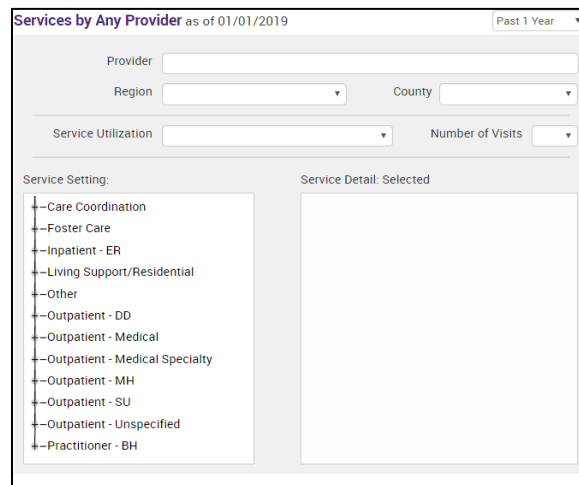 Services by Any Provider as of 01/01/2019 Past 1 Year
Provider
Region County
Service Utilization Number of Visits
Service Setting: Service Detail: Selected
Care Coordination
Foster Care
Inpatient - ER
Living Support/Residential
Other
Outpatient - DD
Outpatient - Medical
Outpatient - Medical Specialty
Outpatient - MH
Outpatient - SU
Outpatient - Unspecified
Practitioner - BH